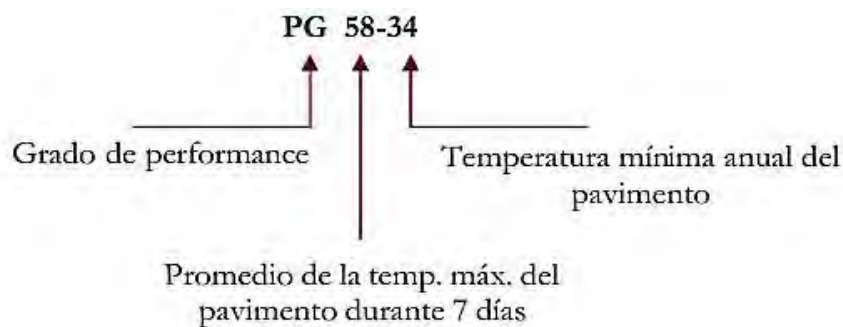 PG 58-34
Grado de performance
Temperatura mínima anual del
pavimento
Promedio de la temp. máx. del
pavimento durante 7 días